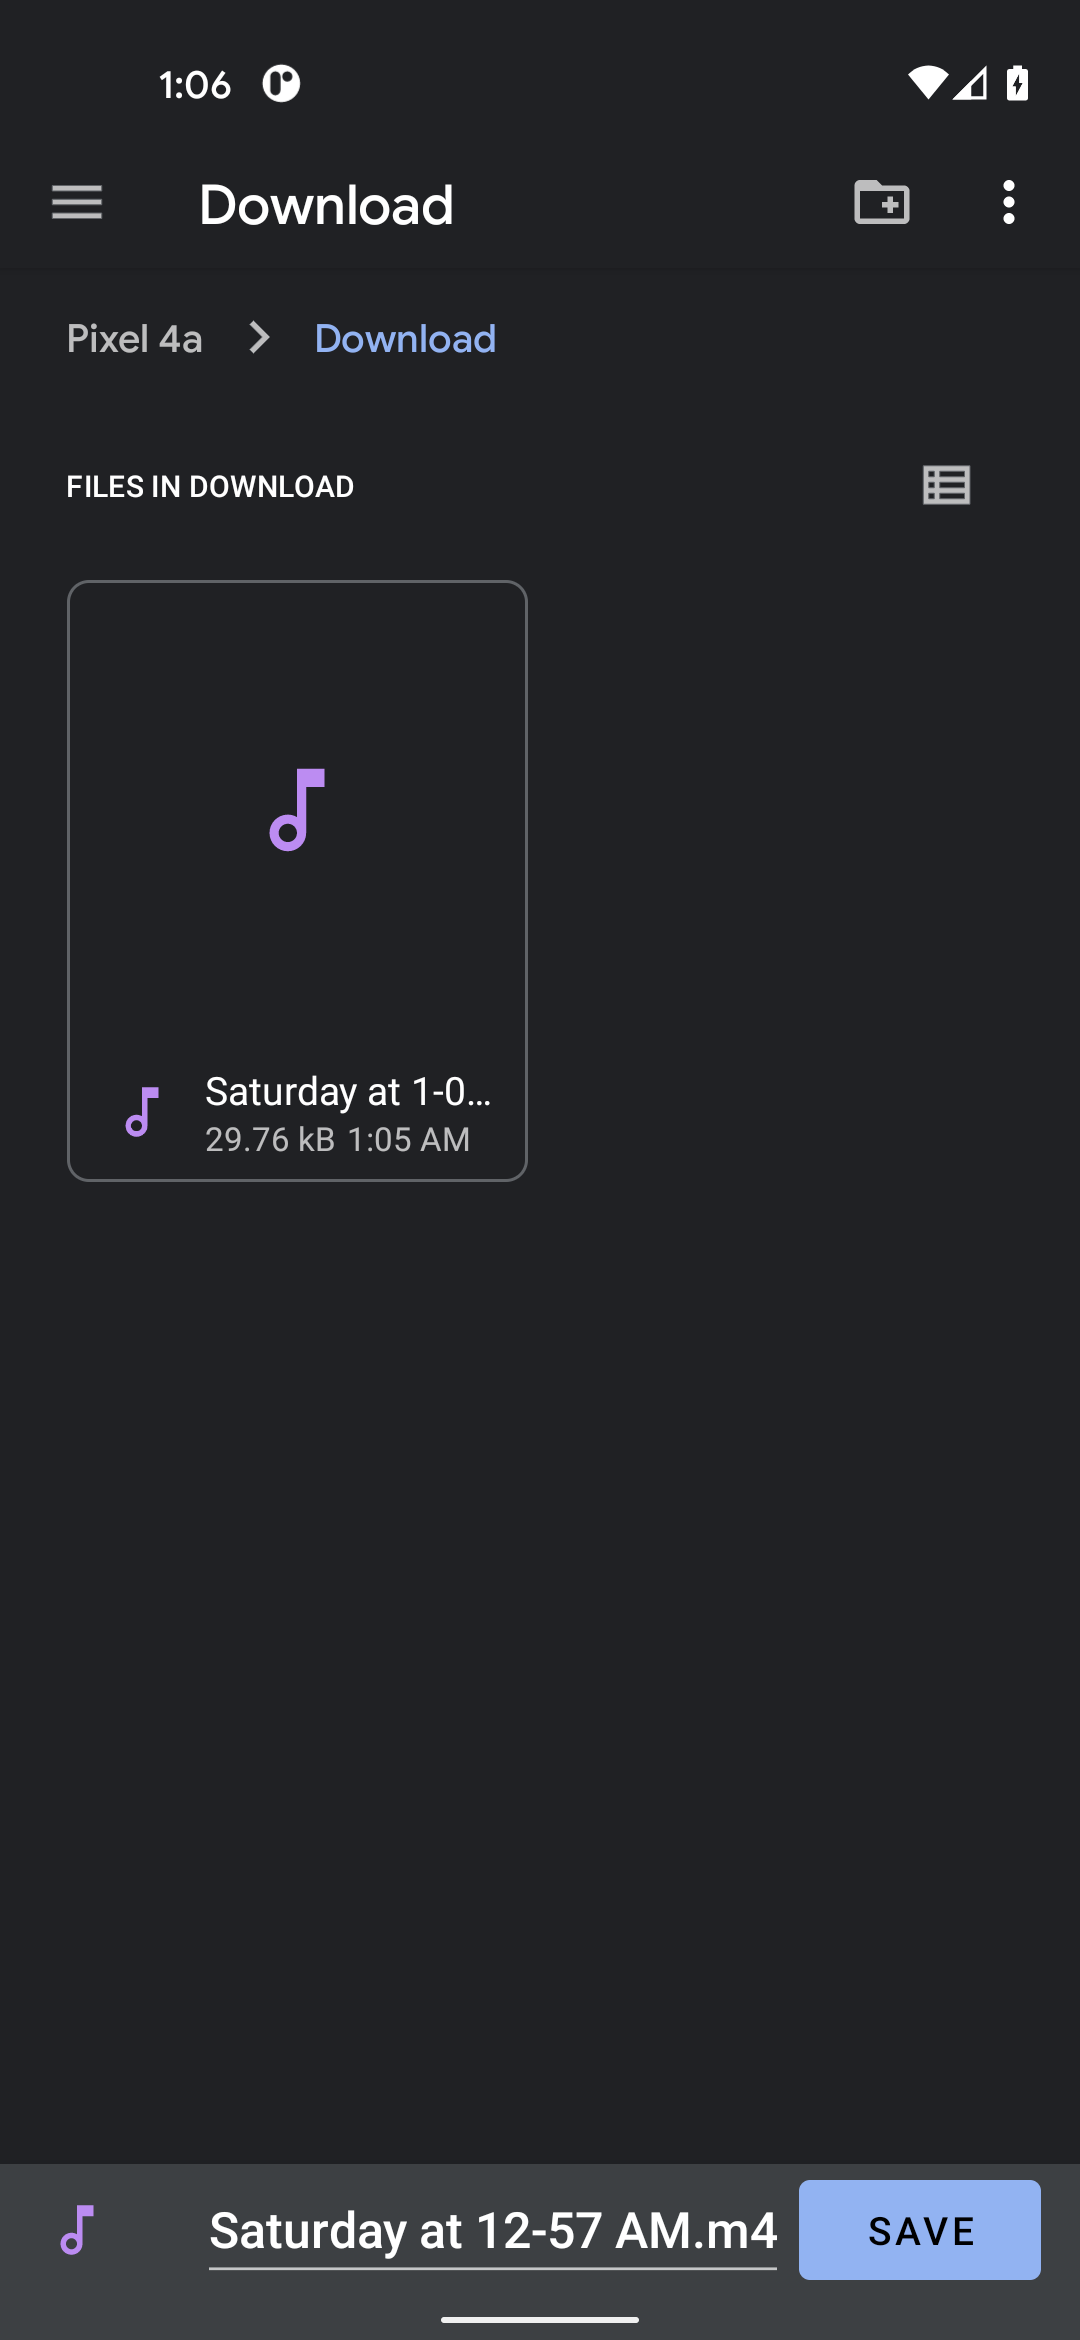 1:06
Download
Pixel 4a
Download
FILES IN DOWNLOAD
Saturday at 1-0...
29.76 kB 1:05 AM
Saturday at 12-57 AM.m4
SAVE